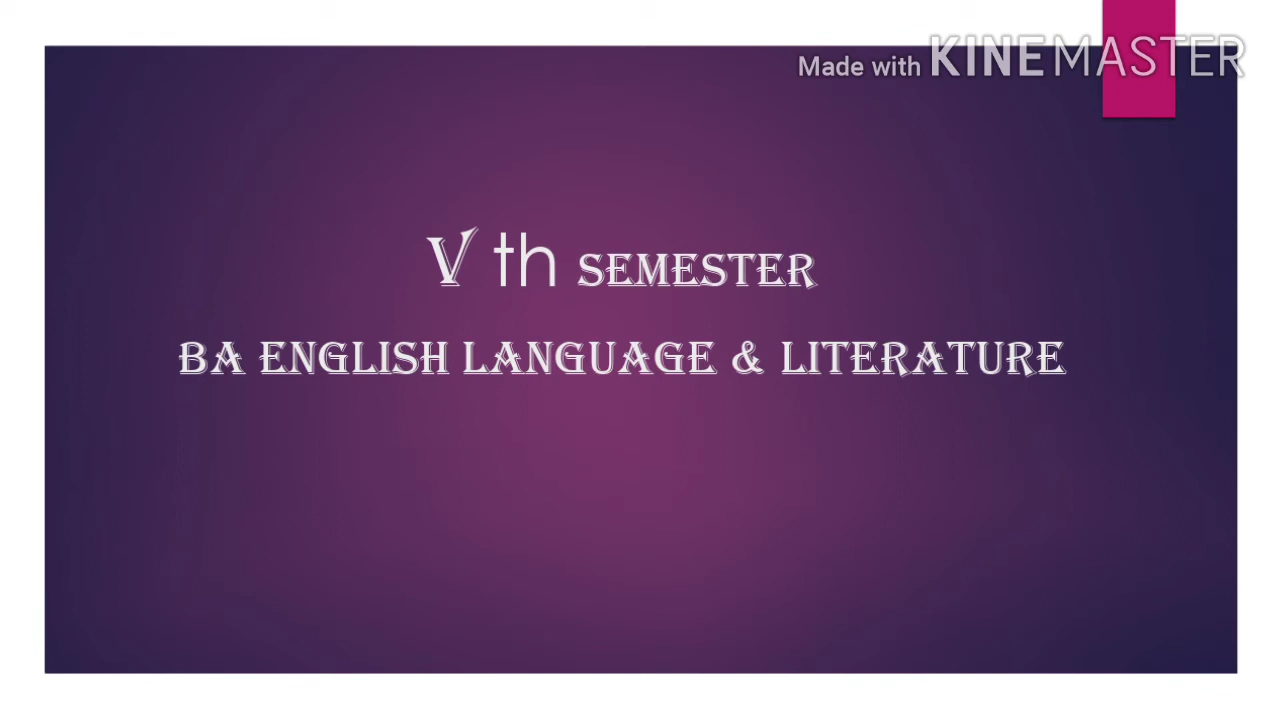 Made with KINEMASTER
V th SEMESTER
BA ENGLISH LANGUAGE & LITERATURE